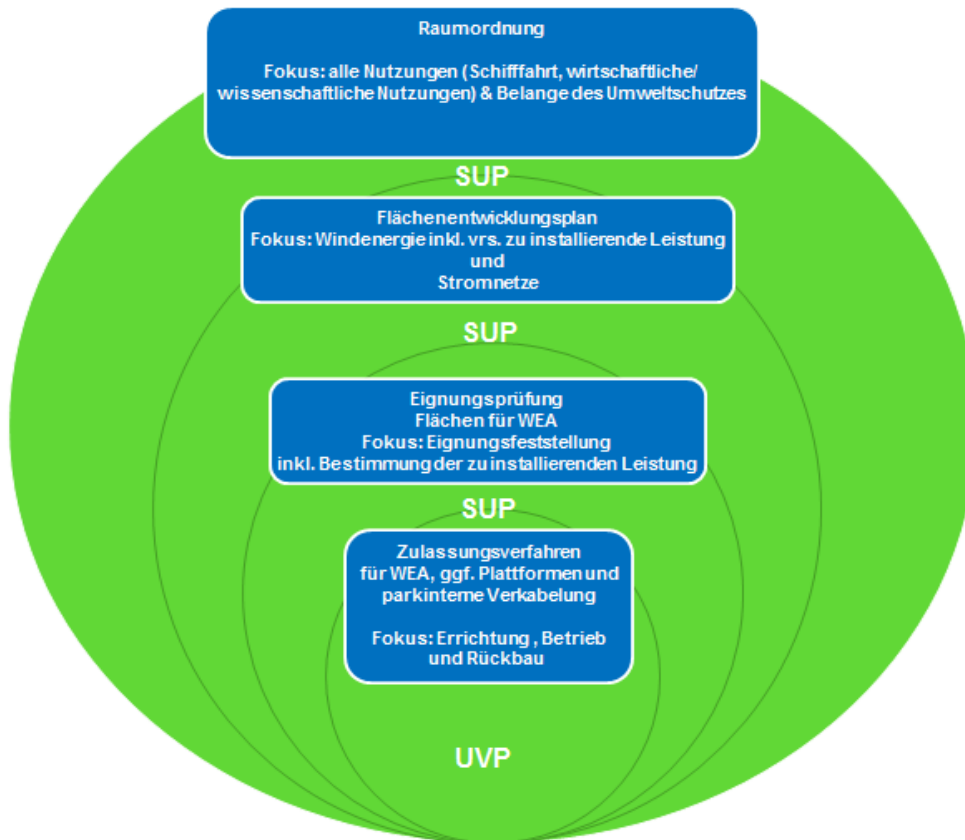 Raumordnung
Fokus: alle Nutzungen (Schifffahrt, wirtschaftliche/
wissenschaftliche Nutzungen) & Belange des Umweltschutzes
SUP
Flächenentwicklungsplan
Fokus: Windenergie inkl. vrs. zu installierende Leistung
und
Stromnetze
SUP
Eignungsprüfung
Flächen für WEA
Fokus: Eignungsfeststellung
inkl. Bestimmung der zu installierenden Leistung
SUP
Zulassungsverfahren
für WEA, ggf. Plattformen und
parkinterne Verkabelung
Fokus: Errichtung , Betrieb
und Rückbau
UVP